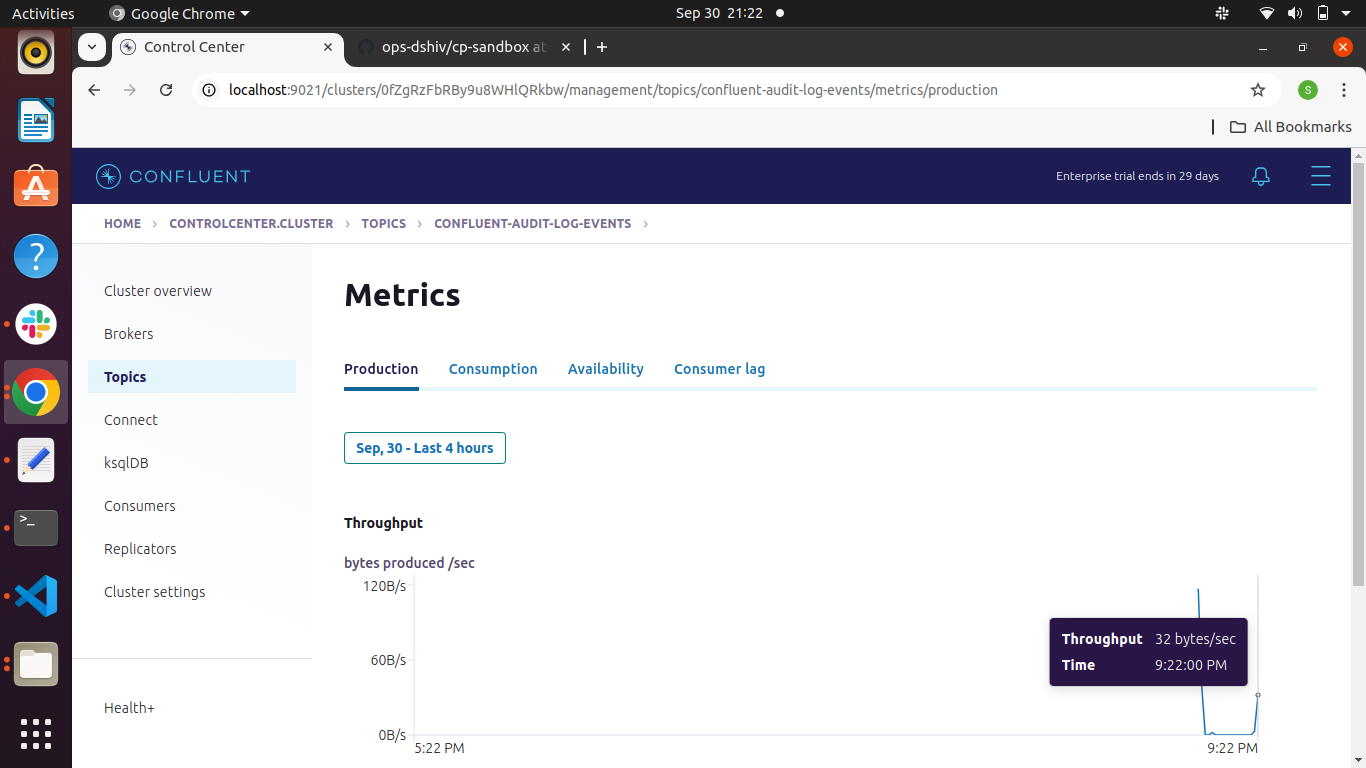 Activities Google Chrome Sep 30 21:22
Control Center ops-dshiv/cp-sandbox at
localhost:9021/clusters/0fZgRzFbRBy9u8WHlQRkbw/management/topics/confluent-audit-log-events/metrics/production S
All Bookmarks
CONFLUENT Enterprise trial ends in 29 days
HOME > CONTROLCENTER.CLUSTER > TOPICS > CONFLUENT-AUDIT-LOG-EVENTS >
Cluster overview
Brokers
Topics
Connect
ksqlDB
Consumers
Replicators
Cluster settings
Health+
Metrics
Production Consumption Availability Consumer lag
Sep, 30 - Last 4 hours
Throughput
bytes produced /sec
120B/s
60B/s
0B/s
5:22 PM 9:22 PM
Throughput 32 bytes/sec
Time 9:22:00 PM